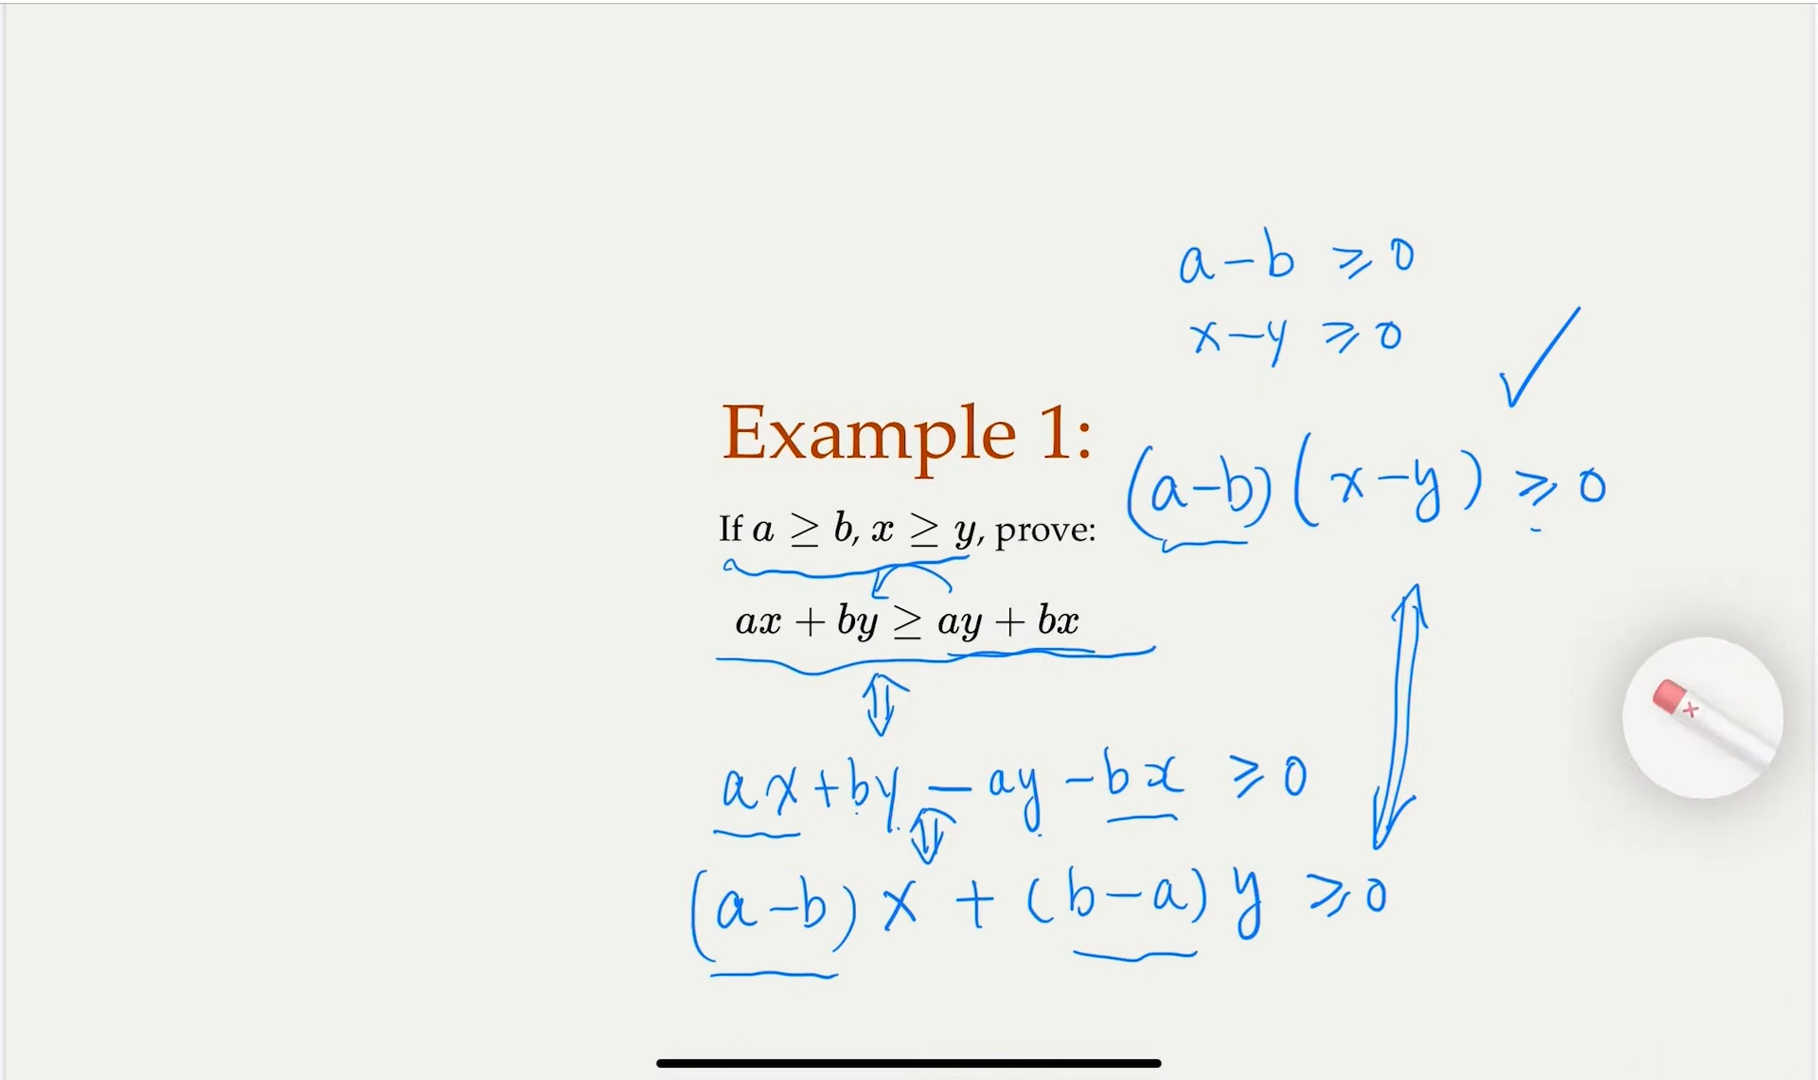 a-b ⩾ 0
x-y ⩾ 0
Example 1:
(a-b)(x-y) ⩾ 0
If a ≥ b, x ≥ y, prove:
ax + by ≥ ay + bx
ax+by - ay - bx ⩾ 0
(a-b) x + (b-a) y ⩾ 0